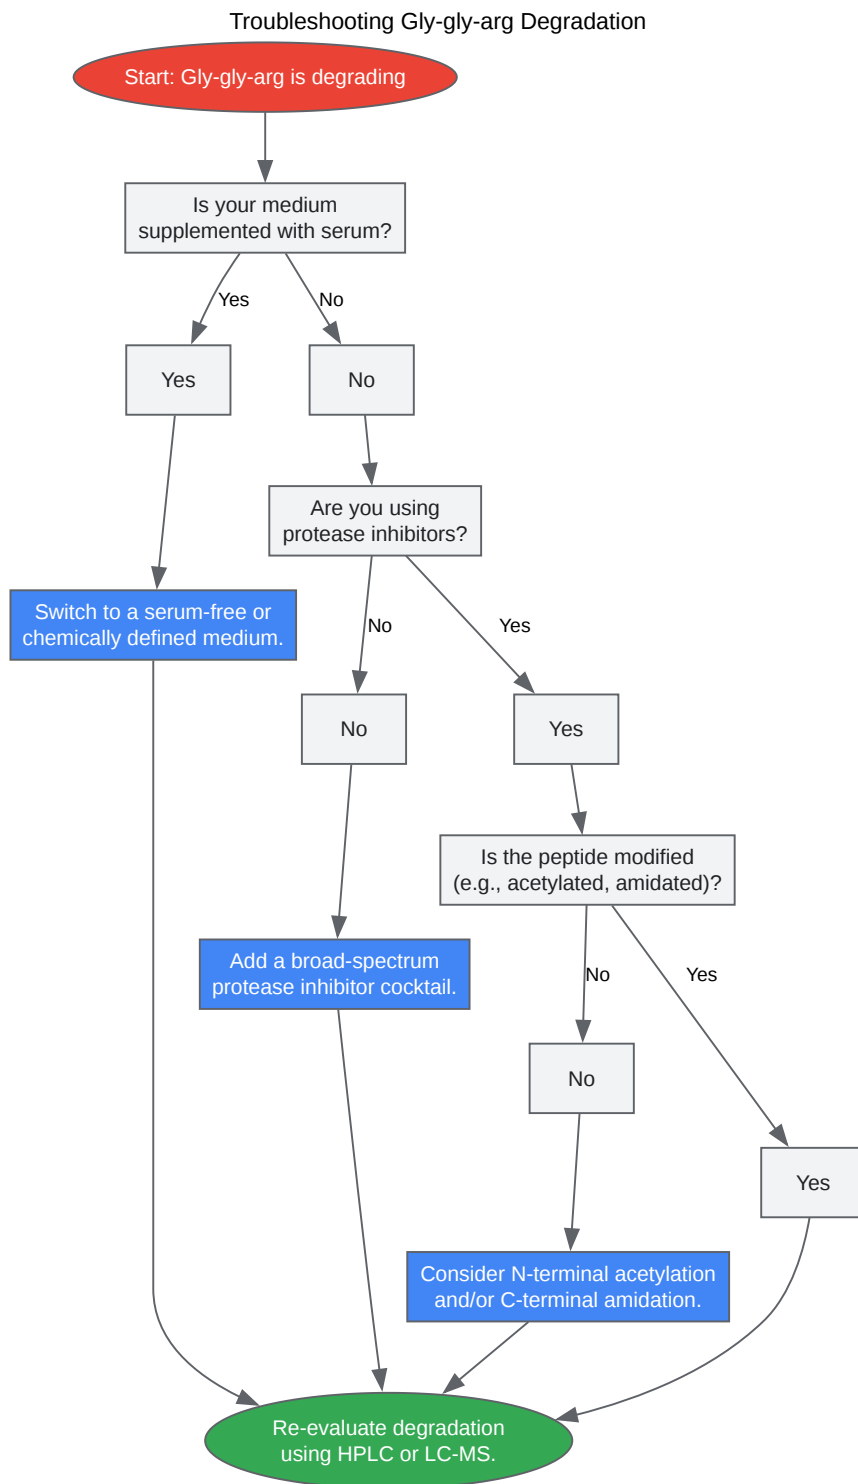 Troubleshooting Gly-gly-arg Degradation
Start: Gly-gly-arg is degrading
Is your medium
supplemented with serum?
Yes
No
Yes
No
Are you using
protease inhibitors?
Switch to a serum-free or
chemically defined medium.
No
Yes
No
Yes
Is the peptide modified
(e.g., acetylated, amidated)?
Add a broad-spectrum
protease inhibitor cocktail.
No
Yes
No
Yes
Consider N-terminal acetylation
and/or C-terminal amidation.
Re-evaluate degradation
using HPLC or LC-MS.